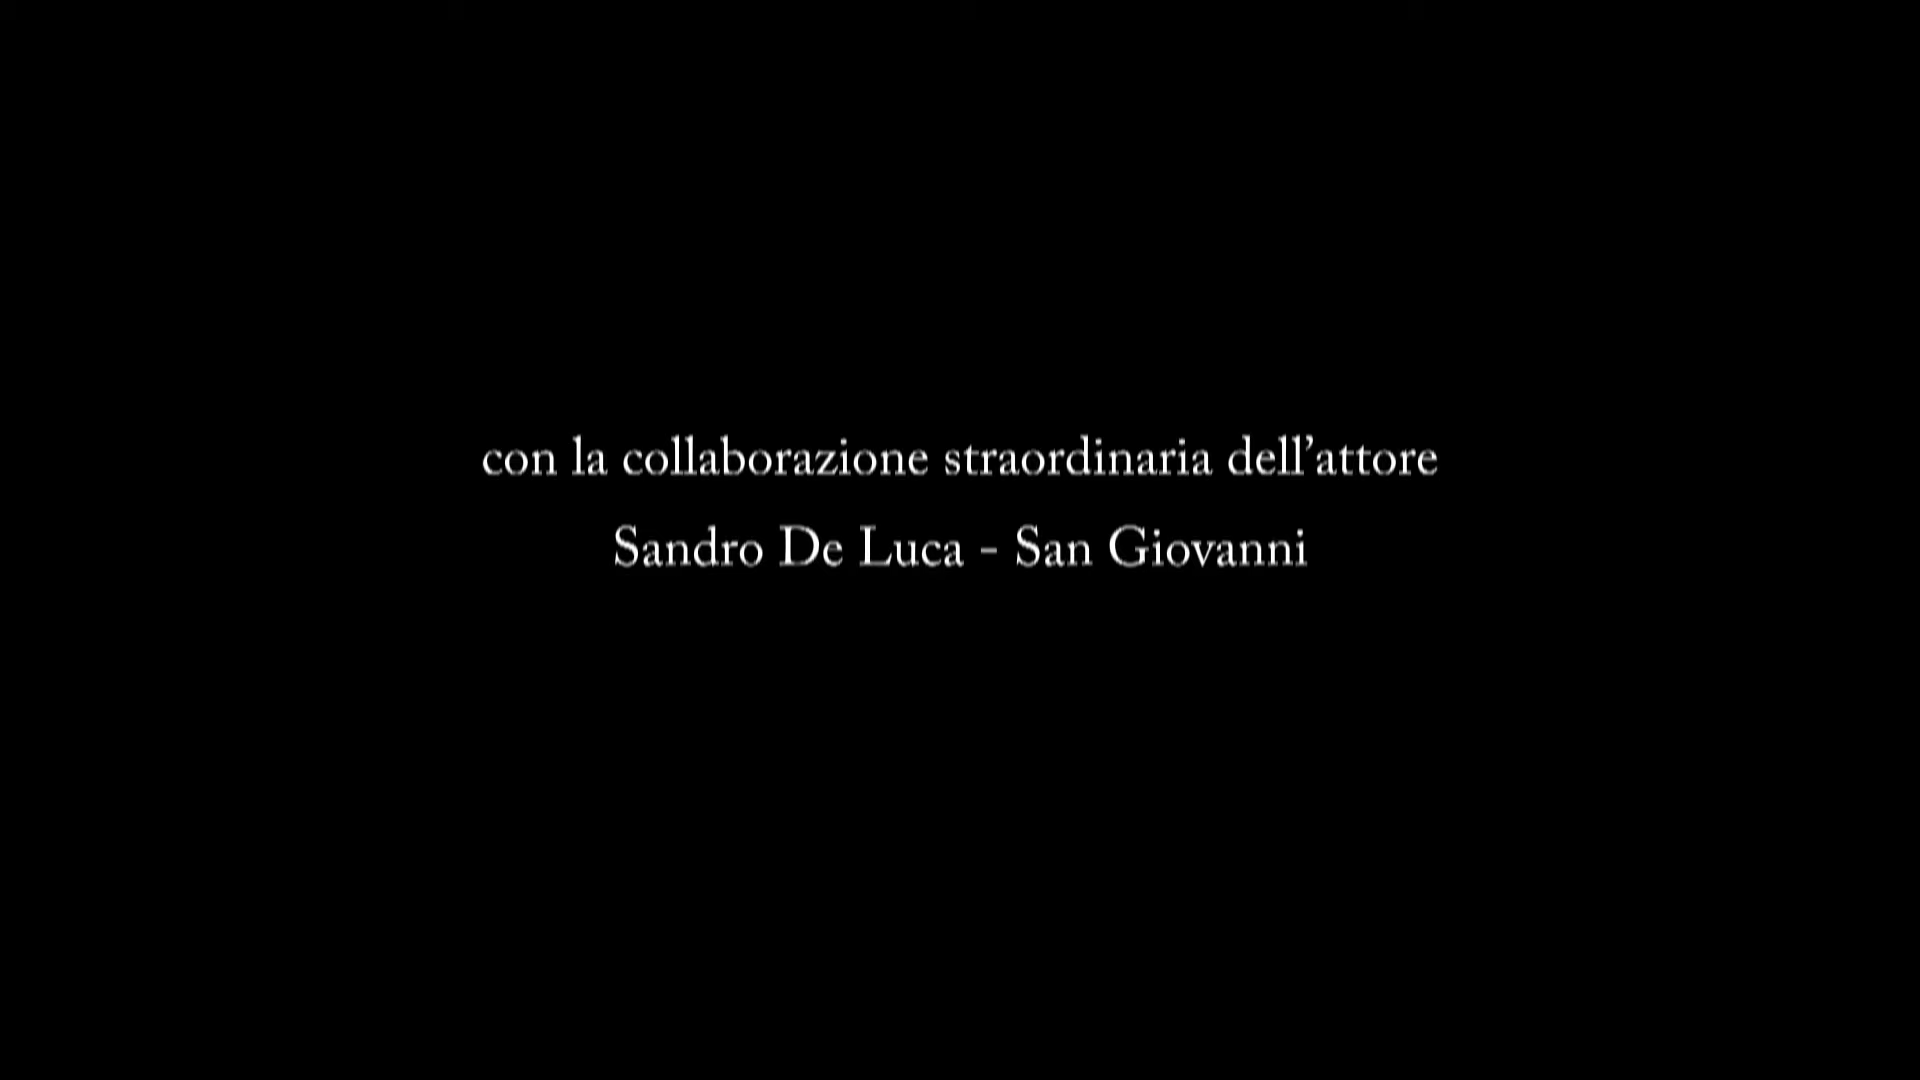 con la collaborazione straordinaria dell’attore
Sandro De Luca - San Giovanni